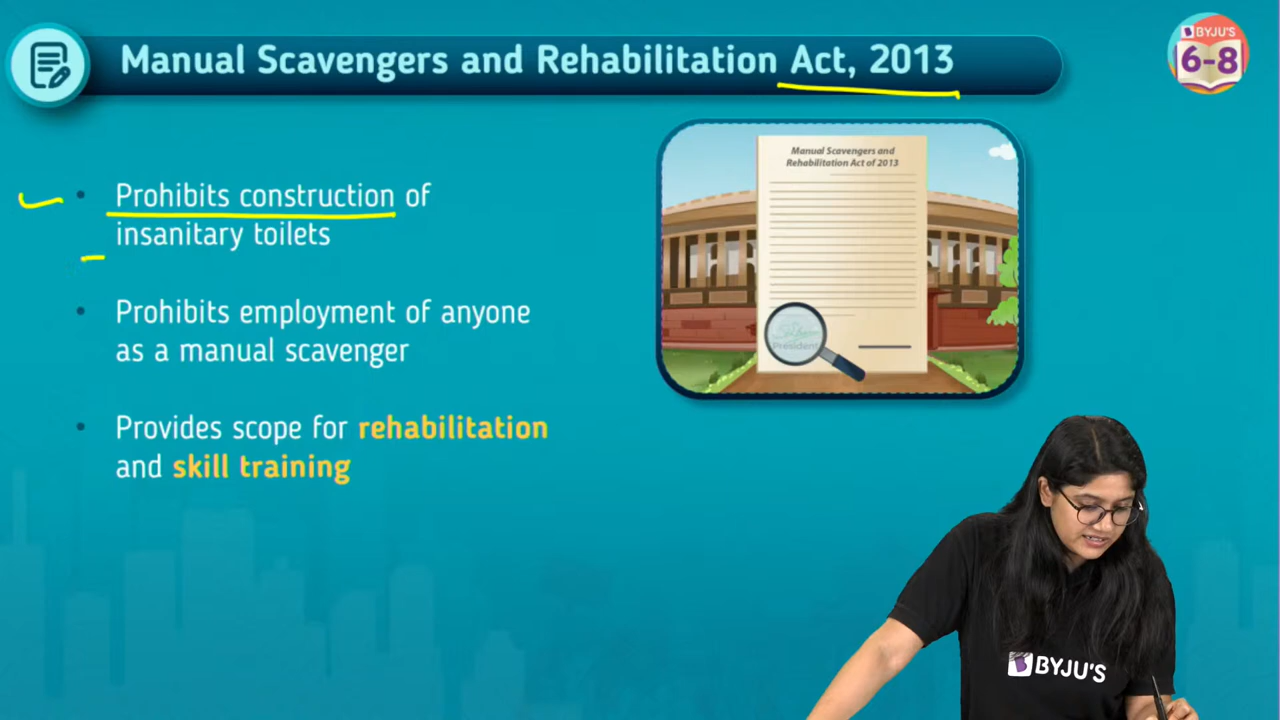 Manual Scavengers and Rehabilitation Act, 2013
BYJU'S
6-8
Manual Scavengers and
Rehabilitation Act of 2013
• Prohibits construction of
insanitary toilets
• Prohibits employment of anyone
as a manual scavenger
• Provides scope for rehabilitation
and skill training
President
BYJU'S